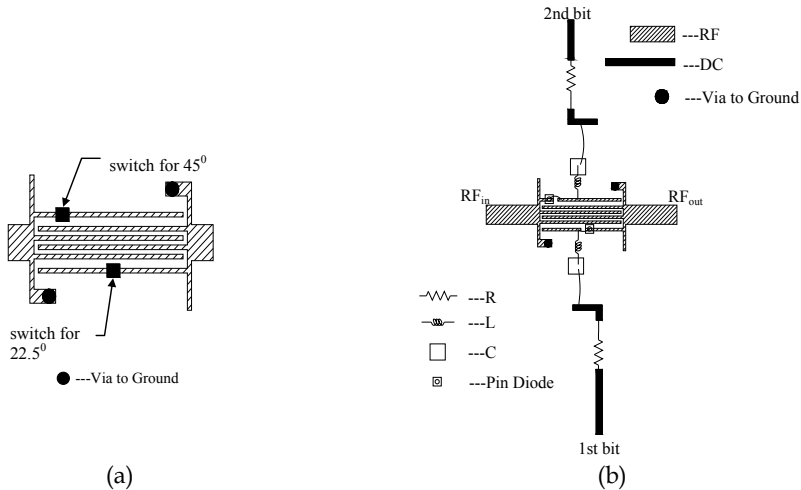 switch for 45⁰
switch for
22.5⁰
---Via to Ground
(a)
2nd bit
---RF
---DC
---Via to Ground
RFin
RFout
---R
---L
---C
---Pin Diode
1st bit
(b)